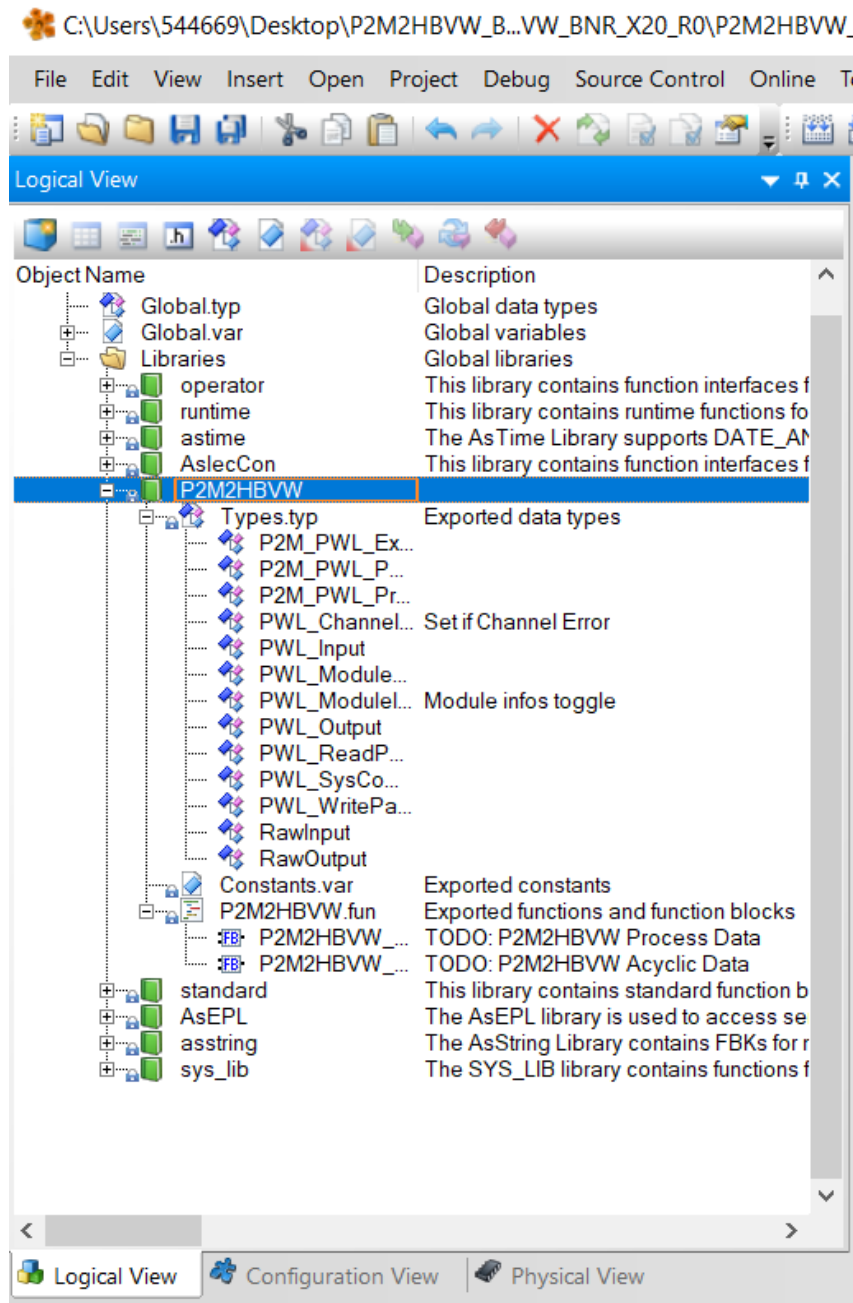 C:\Users\544669\Desktop\P2M2HBVW_B...VW_BNR_X20_R0\P2M2HBVW_
File Edit View Insert Open Project Debug Source Control Online T
Logical View
Object Name Description
Global.typ Global data types
Global.var Global variables
Libraries Global libraries
operator This library contains function interfaces f
runtime This library contains runtime functions fo
astime The AsTime Library supports DATE_AN
AsIecCon This library contains function interfaces f
P2M2HBVW
Types.typ Exported data types
P2M_PWL_Ex...
P2M_PWL_P...
P2M_PWL_Pr...
PWL_Channel... Set if Channel Error
PWL_Input
PWL_Module...
PWL_ModuleI... Module infos toggle
PWL_Output
PWL_ReadP...
PWL_SysCo...
PWL_WritePa...
RawInput
RawOutput
Constants.var Exported constants
P2M2HBVW.fun Exported functions and function blocks
P2M2HBVW_... TODO: P2M2HBVW Process Data
P2M2HBVW_... TODO: P2M2HBVW Acyclic Data
standard This library contains standard function b
AsEPL The AsEPL library is used to access se
asstring The AsString Library contains FBKs for r
sys_lib The SYS_LIB library contains functions f
Logical View Configuration View Physical View